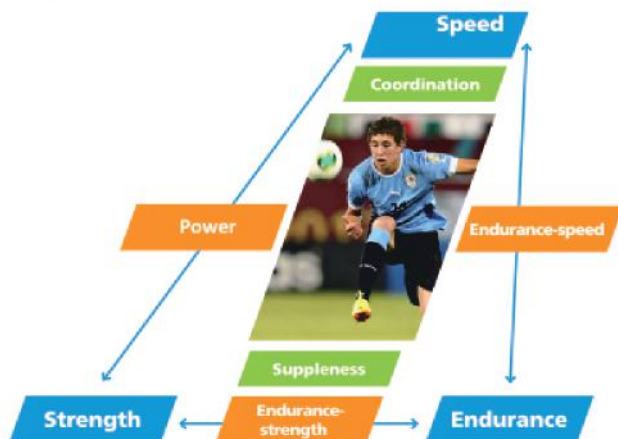 Speed
Coordination
Power
Endurance-speed
Suppleness
Strength
Endurance-
strength
Endurance